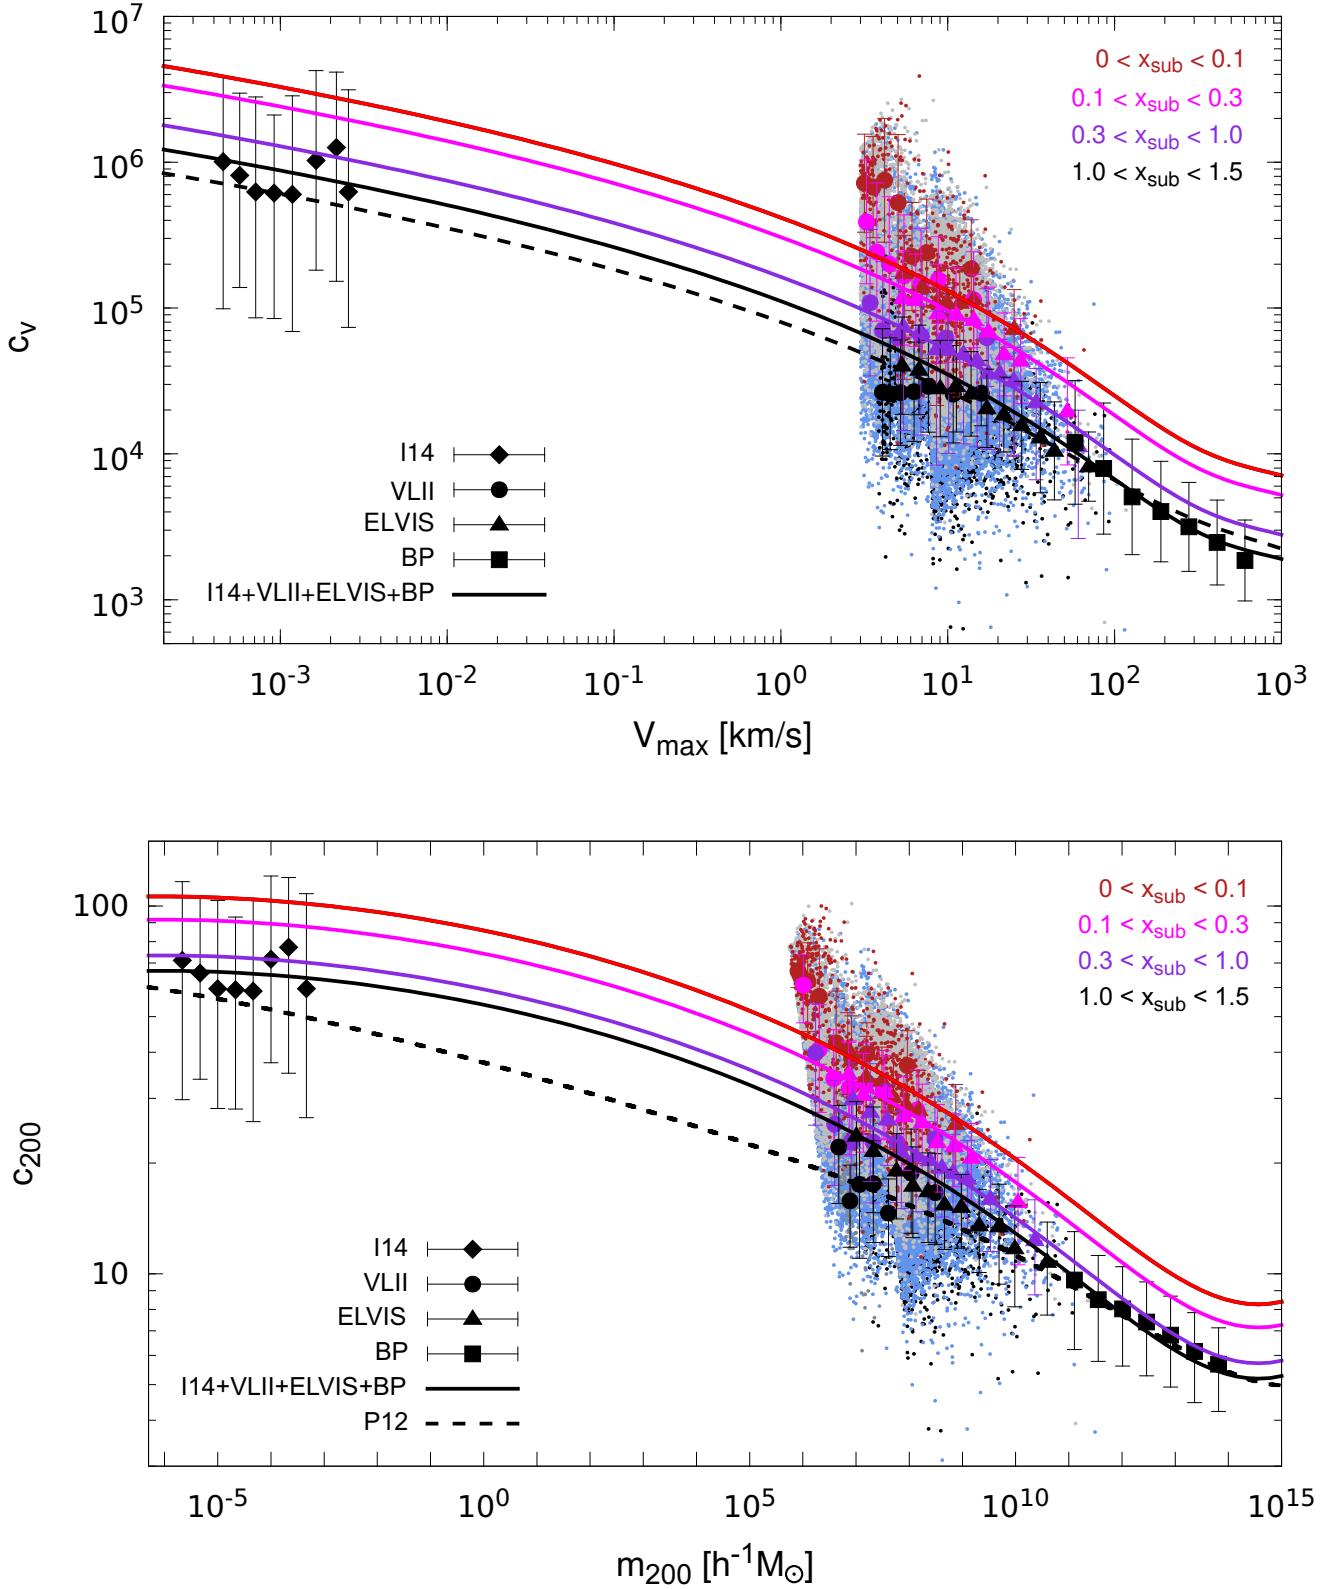 10^7
10^6
10^5
10^4
10^3
c_v
0 < x_sub < 0.1
0.1 < x_sub < 0.3
0.3 < x_sub < 1.0
1.0 < x_sub < 1.5
I14
VLII
ELVIS
BP
I14+VLII+ELVIS+BP
10^-3 10^-2 10^-1 10^0 10^1 10^2 10^3
V_max [km/s]
100
10
c_200
0 < x_sub < 0.1
0.1 < x_sub < 0.3
0.3 < x_sub < 1.0
1.0 < x_sub < 1.5
I14
VLII
ELVIS
BP
I14+VLII+ELVIS+BP
P12
10^-5 10^0 10^5 10^10 10^15
m_200 [h^-1 M_⊙]